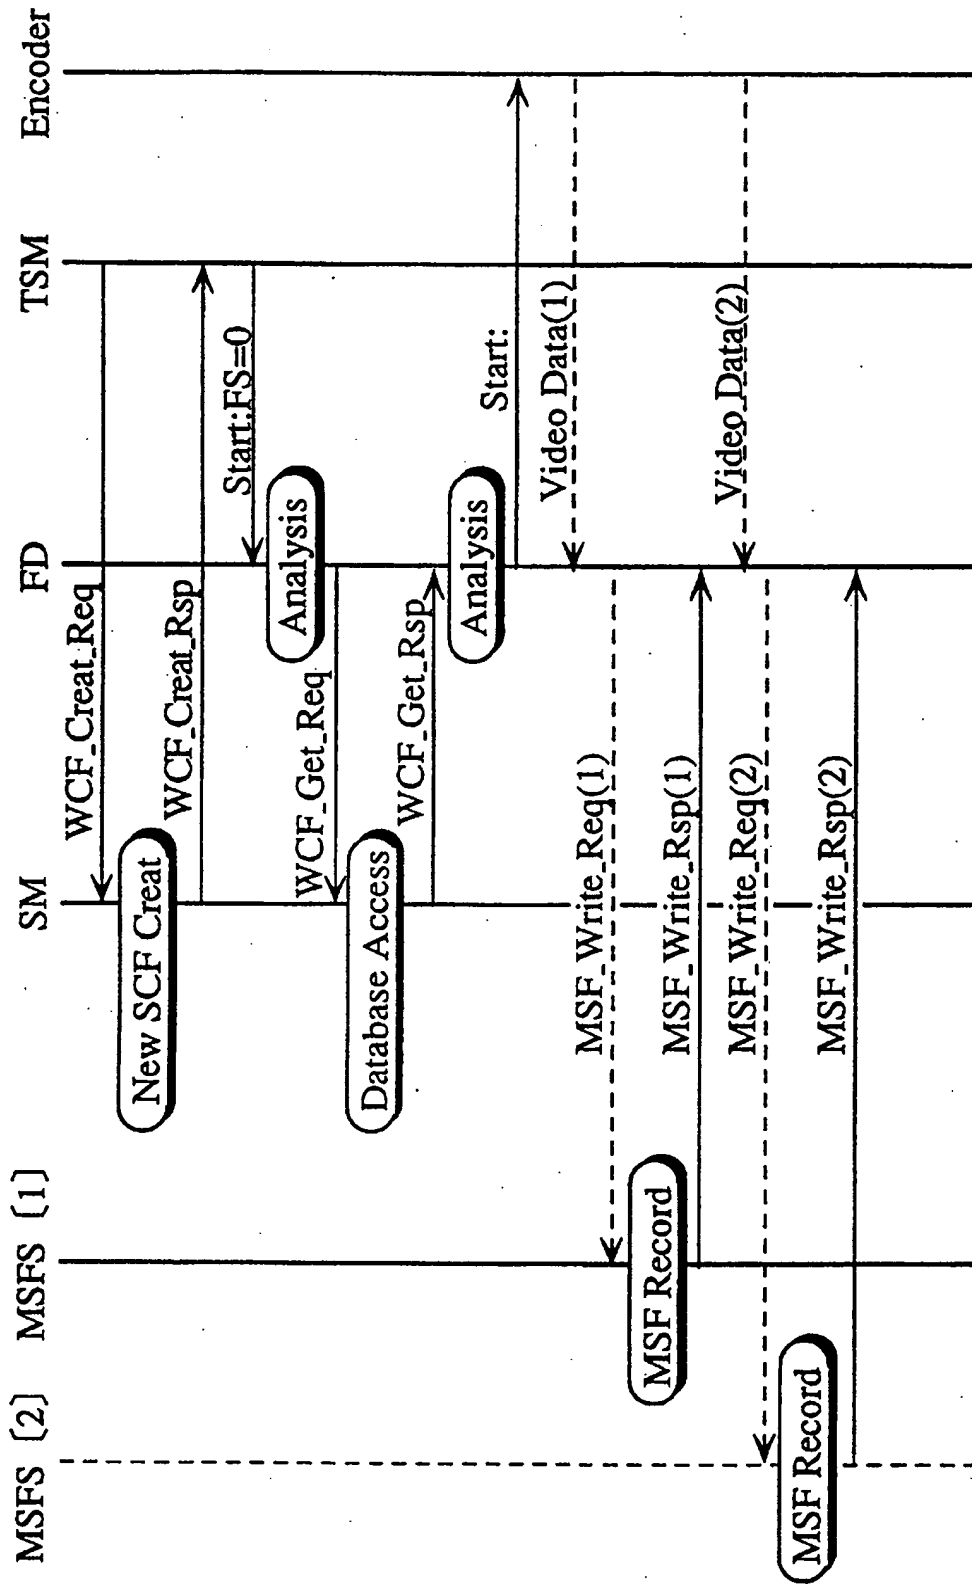 MSFS [2]
MSFS [1]
SM
FD
TSM
Encoder
WCF_Creat_Req
New SCF Creat
WCF_Creat_Rsp
Start:FS=0
Analysis
WCF_Get_Req
Database Access
WCF_Get_Rsp
Analysis
Start:
Video Data(1)
MSF_Write_Req(1)
MSF Record
MSF_Write_Rsp(1)
Video Data(2)
MSF_Write_Req(2)
MSF Record
MSF_Write_Rsp(2)